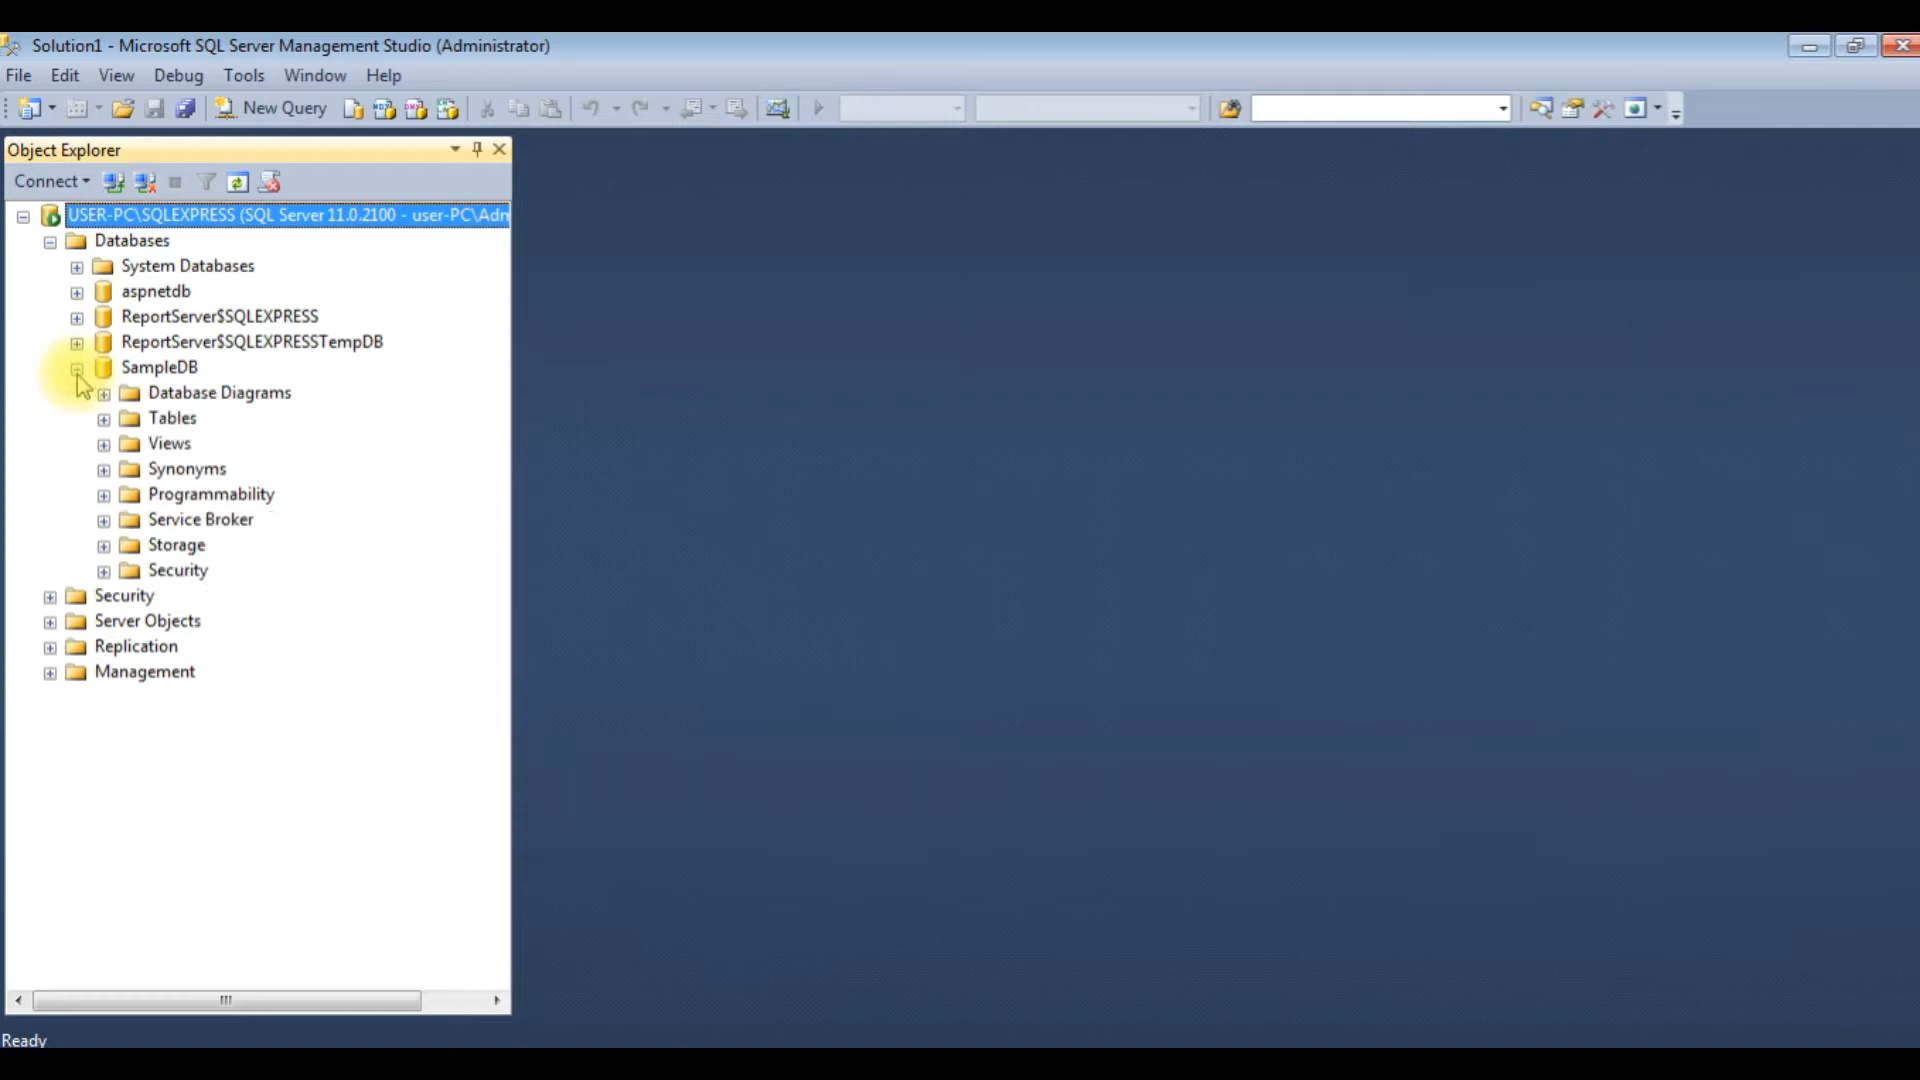 Solution1 - Microsoft SQL Server Management Studio (Administrator)
File Edit View Debug Tools Window Help
New Query
Object Explorer
Connect
USER-PC\SQLEXPRESS (SQL Server 11.0.2100 - user-PC\Adm
Databases
System Databases
aspnetdb
ReportServer$SQLEXPRESS
ReportServer$SQLEXPRESSTempDB
SampleDB
Database Diagrams
Tables
Views
Synonyms
Programmability
Service Broker
Storage
Security
Security
Server Objects
Replication
Management
Ready